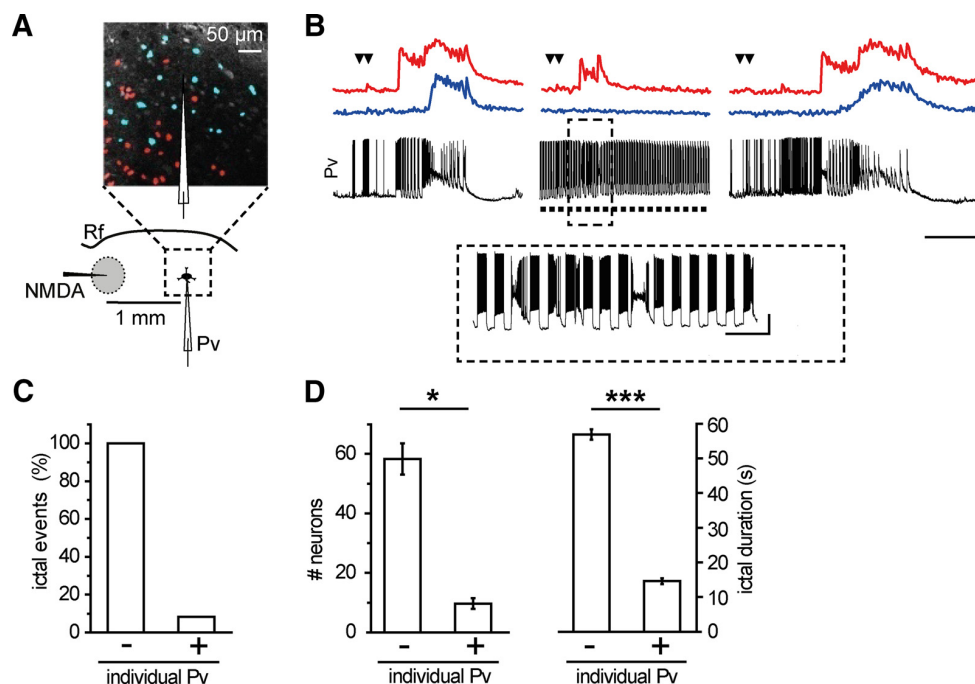 A
50 µm
Rf
NMDA
1 mm
Pv
B
Pv
C
ictal events (%)
100
80
60
40
20
0
- +
individual Pv
D
*
# neurons
60
40
20
0
- +
individual Pv
***
60
50
40
30
20
10
0
ictal duration (s)
- +
individual Pv